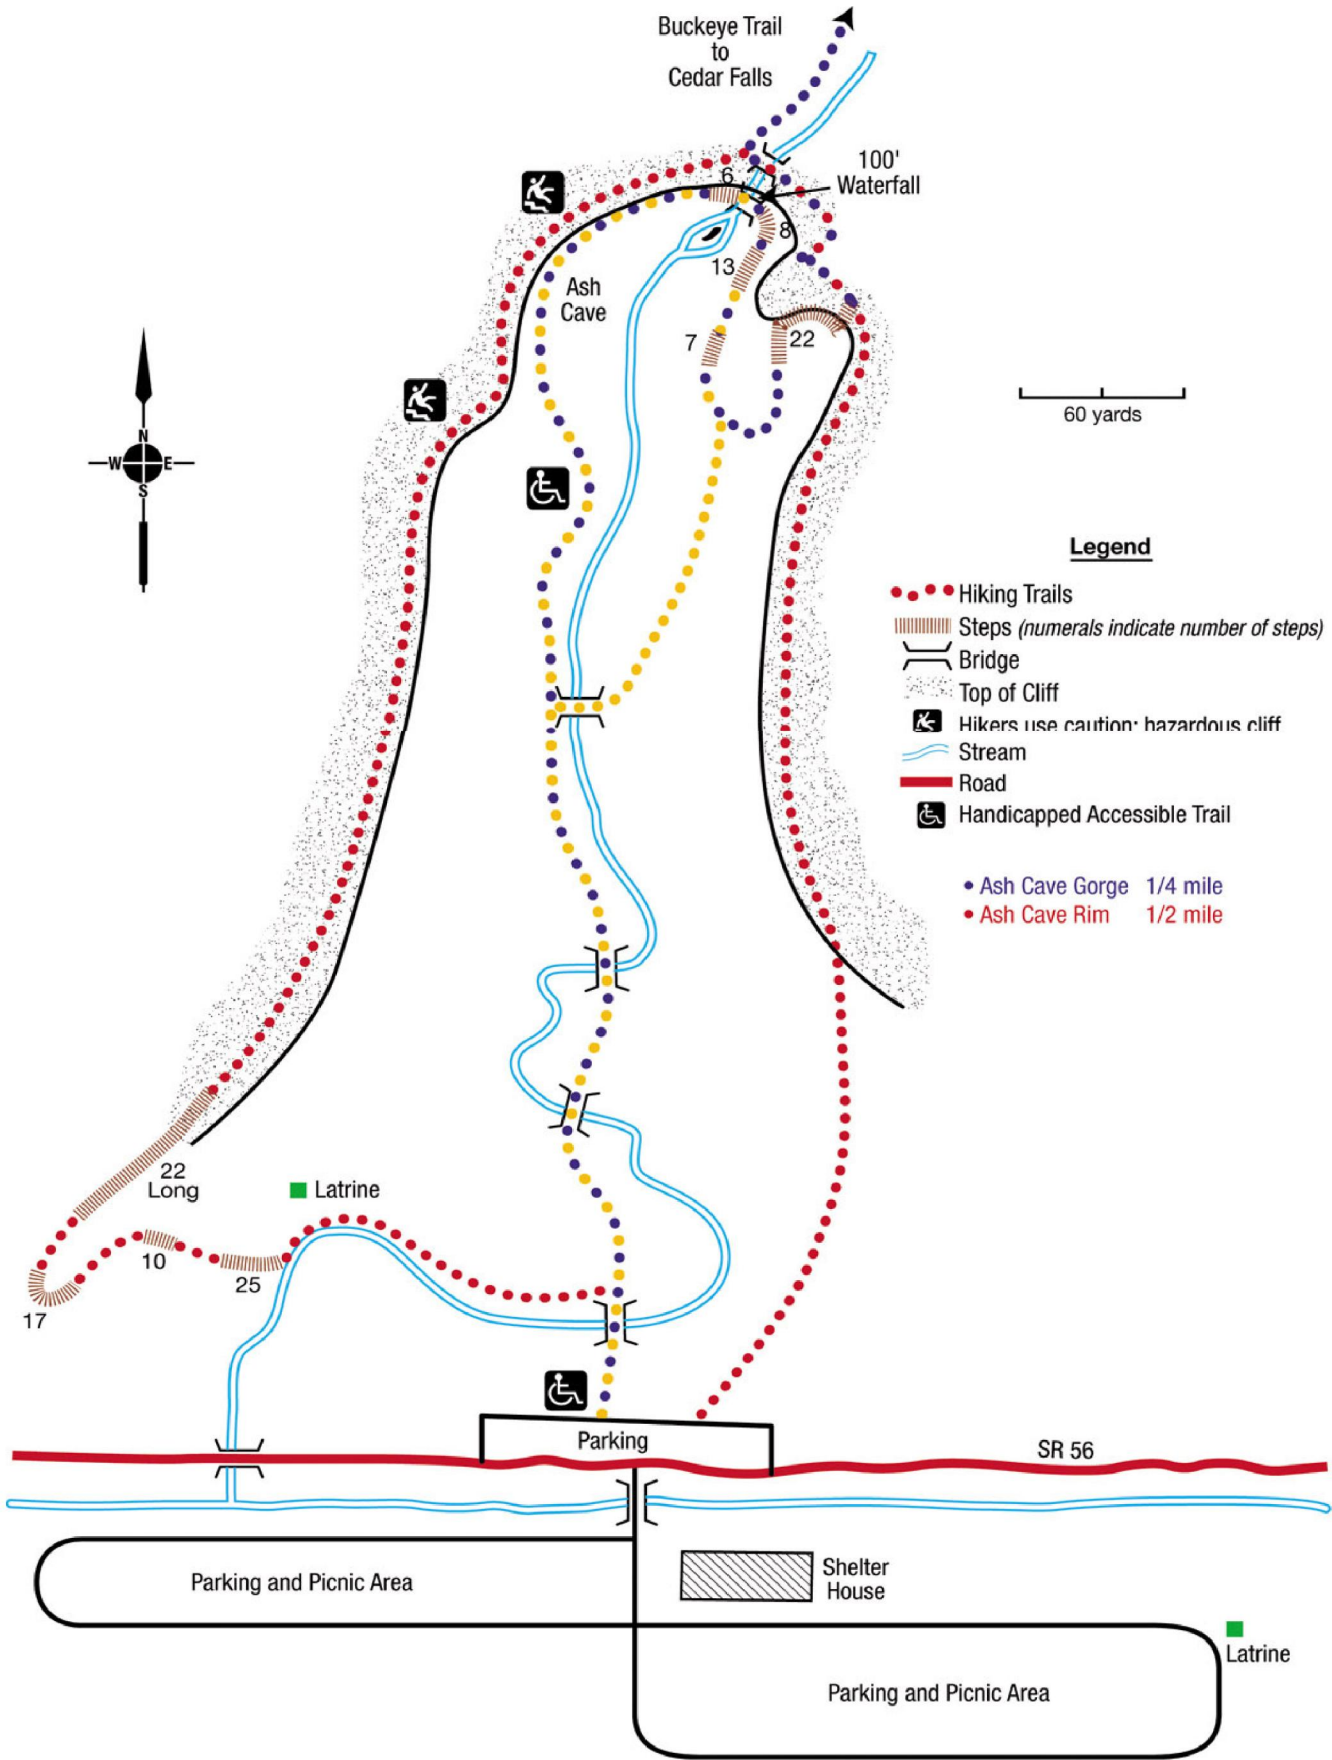 Buckeye Trail
to
Cedar Falls
100'
Waterfall
6
8
13
Ash
Cave
7
22
60 yards
N
W E
S
Legend
Hiking Trails
Steps (numerals indicate number of steps)
Bridge
Top of Cliff
Hikers use caution: hazardous cliff
Stream
Road
Handicapped Accessible Trail
Ash Cave Gorge 1/4 mile
Ash Cave Rim 1/2 mile
22
Long
Latrine
10
25
17
Parking
SR 56
Parking and Picnic Area
Shelter
House
Latrine
Parking and Picnic Area